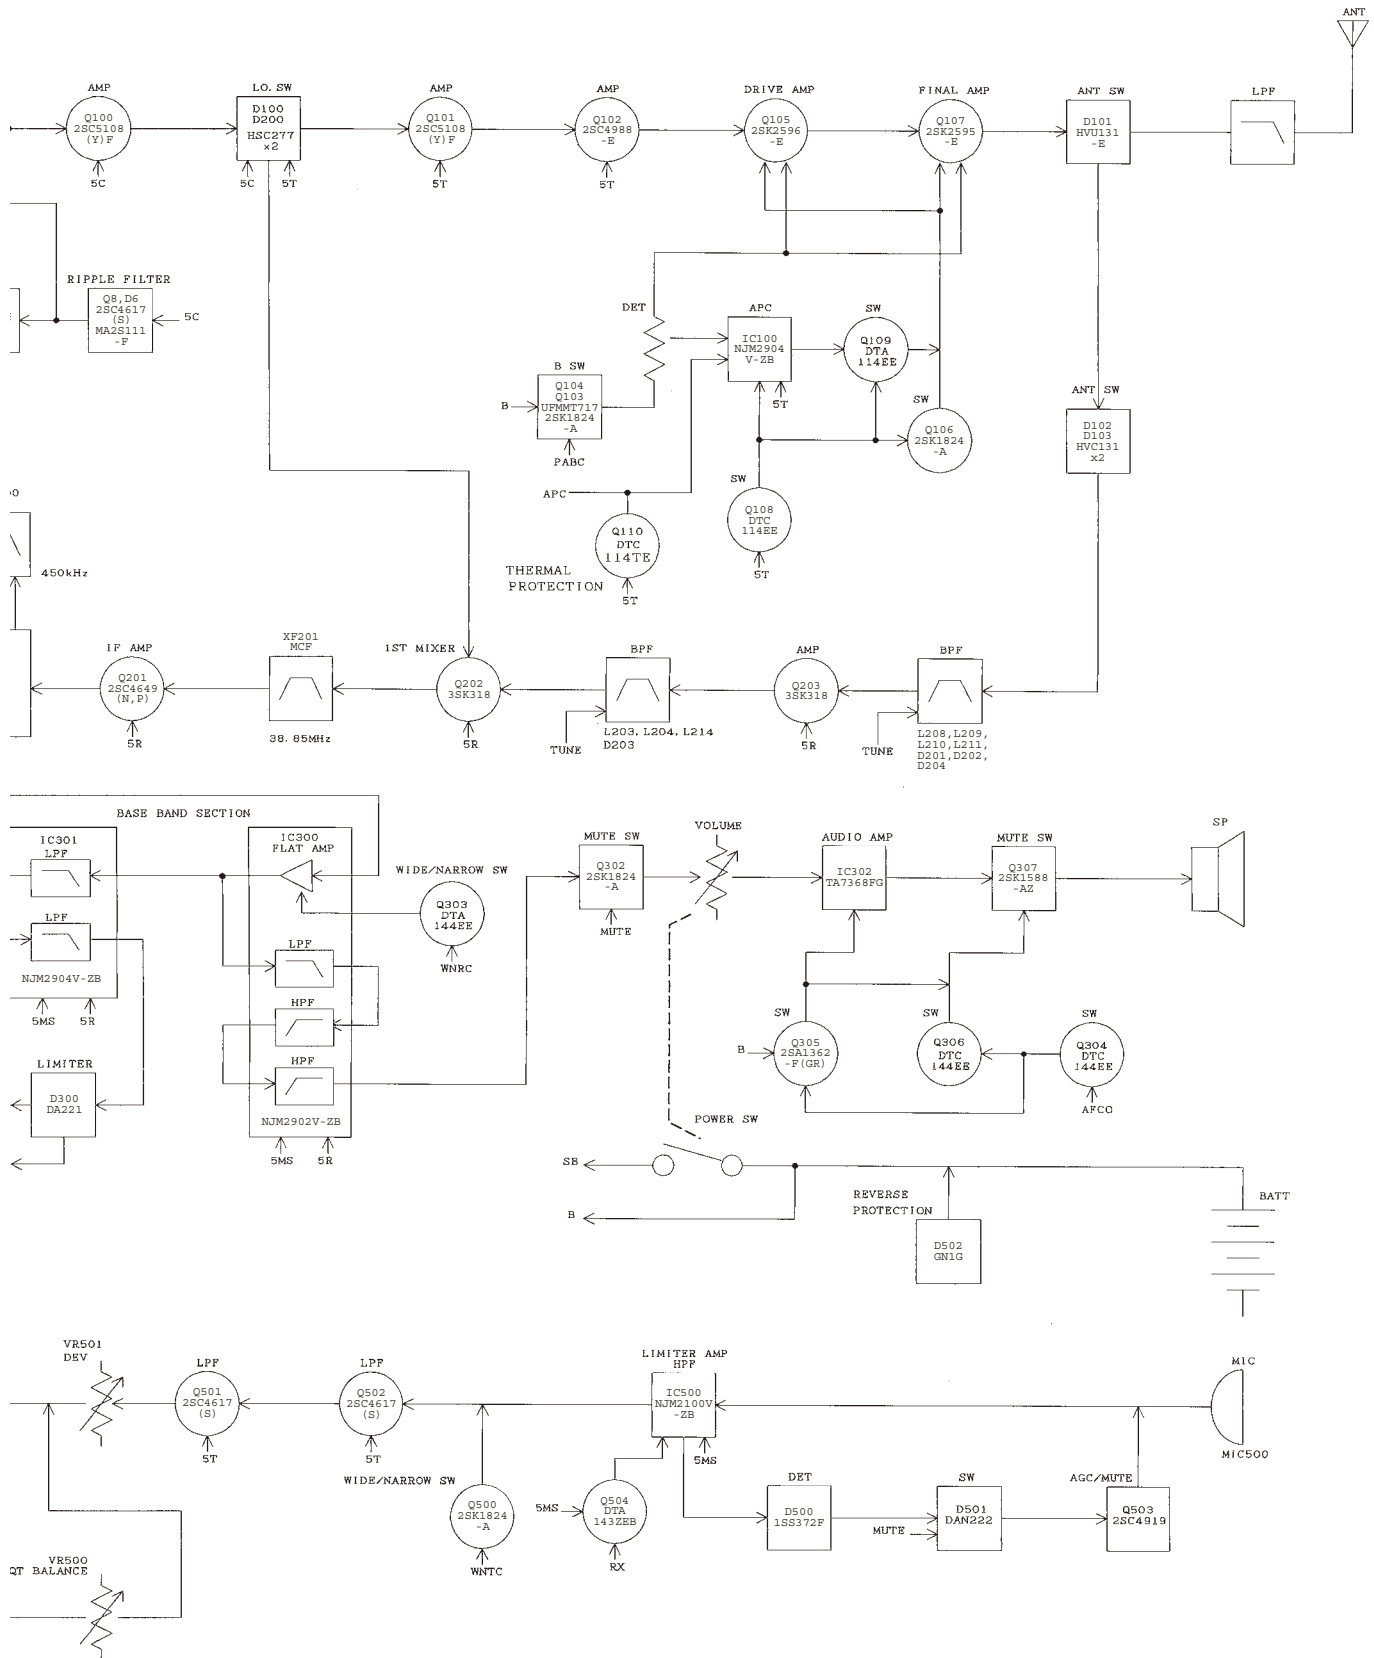 ANT
AMP
LO. SW
AMP
AMP
DRIVE AMP
FINAL AMP
ANT SW
LPF
Q100
2SC5108
(Y)F
D100
D200
HSC277
x2
Q101
2SC5108
(Y)F
Q102
2SC4988
-E
Q105
2SK2596
-E
Q107
2SK2595
-E
D101
HVU131
-E
5C
5C
5T
5T
5T
RIPPLE FILTER
Q8,D6
2SC4617
(S)
MA2S111
-F
5C
DET
APC
IC100
NJM2904
V-ZB
5T
SW
Q109
DTA
114EE
B SW
B
Q104
Q103
UFMMT717
2SK1824
-A
PABC
SW
Q106
2SK1824
-A
ANT SW
D102
D103
HVC131
x2
APC
SW
Q108
DTC
114EE
5T
Q110
DTC
114TE
5T
THERMAL
PROTECTION
450kHz
IF AMP
Q201
2SC4649
(N,P)
5R
XF201
MCF
38.85MHz
1ST MIXER
Q202
3SK318
5R
BPF
TUNE
L203, L204, L214
D203
AMP
Q203
3SK318
5R
BPF
TUNE
L208, L209,
L210, L211,
D201, D202,
D204
BASE BAND SECTION
IC301
LPF
LPF
NJM2904V-ZB
5MS
5R
LIMITER
D300
DA221
IC300
FLAT AMP
LPF
HPF
HPF
NJM2902V-ZB
5MS
5R
WIDE/NARROW SW
Q303
DTA
144EE
WNRC
MUTE SW
Q302
2SK1824
-A
MUTE
VOLUME
AUDIO AMP
IC302
TA7368FG
MUTE SW
Q307
2SK1588
-AZ
SP
SW
B
Q305
2SA1362
-F(GR)
SW
Q306
DTC
144EE
SW
Q304
DTC
144EE
AFCO
POWER SW
SB
B
REVERSE
PROTECTION
D502
GN1G
BATT
VR501
DEV
LPF
Q501
2SC4617
(S)
5T
LPF
Q502
2SC4617
(S)
5T
LIMITER AMP
HPF
IC500
NJM2100V
-ZB
5MS
MIC
MIC500
WIDE/NARROW SW
Q500
2SK1824
-A
WNTC
5MS
Q504
DTA
143ZEB
RX
DET
D500
1SS372F
SW
D501
DAN222
MUTE
AGC/MUTE
Q503
2SC4919
VR500
QT BALANCE